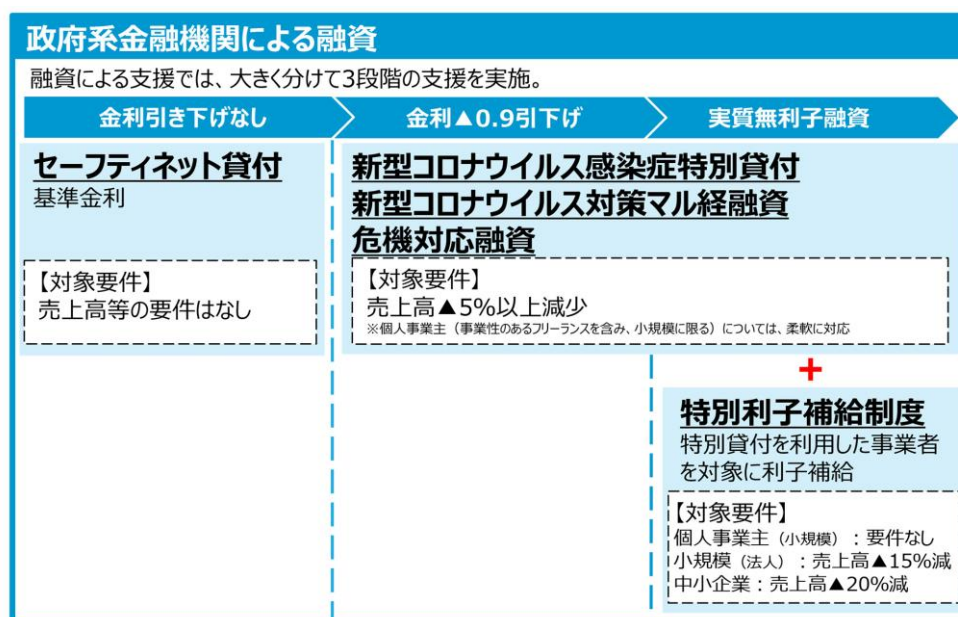 政府系金融機関による融資
融資による支援では、大きく分けて3段階の支援を実施。
金利引き下げなし
金利▲0.9引下げ
実質無利子融資
セーフティネット貸付
基準金利
【対象要件】
売上高等の要件はなし
新型コロナウイルス感染症特別貸付
新型コロナウイルス対策マル経融資
危機対応融資
【対象要件】
売上高▲5%以上減少
※個人事業主（事業性のあるフリーランスを含み、小規模に限る）については、柔軟に対応
+
特別利子補給制度
特別貸付を利用した事業者
を対象に利子補給
【対象要件】
個人事業主（小規模）：要件なし
小規模（法人）：売上高▲15%減
中小企業：売上高▲20%減